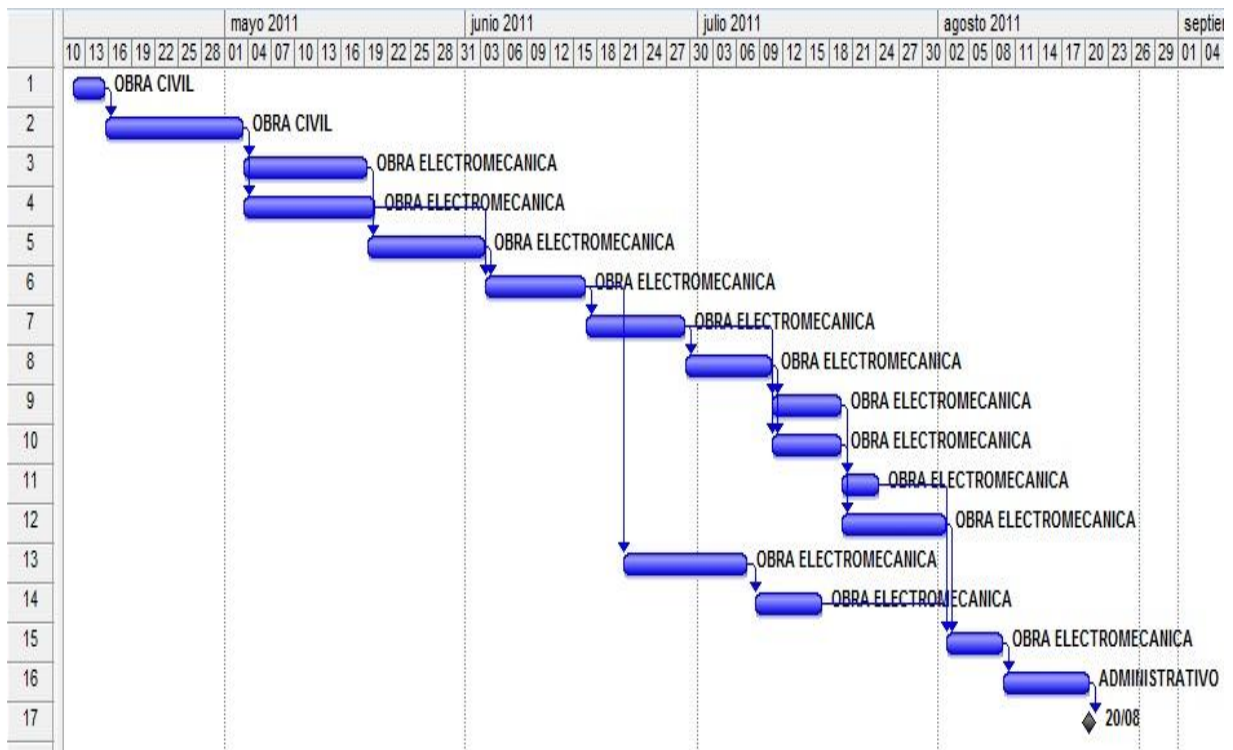 mayo 2011 junio 2011 julio 2011 agosto 2011 septien
10 13 16 19 22 25 28 01 04 07 10 13 16 19 22 25 28 31 03 06 09 12 15 18 21 24 27 30 03 06 09 12 15 18 21 24 27 30 02 05 08 11 14 17 20 23 26 29 01 04
1 OBRA CIVIL
2 OBRA CIVIL
3 OBRA ELECTROMECANICA
4 OBRA ELECTROMECANICA
5 OBRA ELECTROMECANICA
6 OBRA ELECTROMECANICA
7 OBRA ELECTROMECANICA
8 OBRA ELECTROMECANICA
9 OBRA ELECTROMECANICA
10 OBRA ELECTROMECANICA
11 OBRA ELECTROMECANICA
12 OBRA ELECTROMECANICA
13 OBRA ELECTROMECANICA
14 OBRA ELECTROMECANICA
15 OBRA ELECTROMECANICA
16 ADMINISTRATIVO
17 20/08